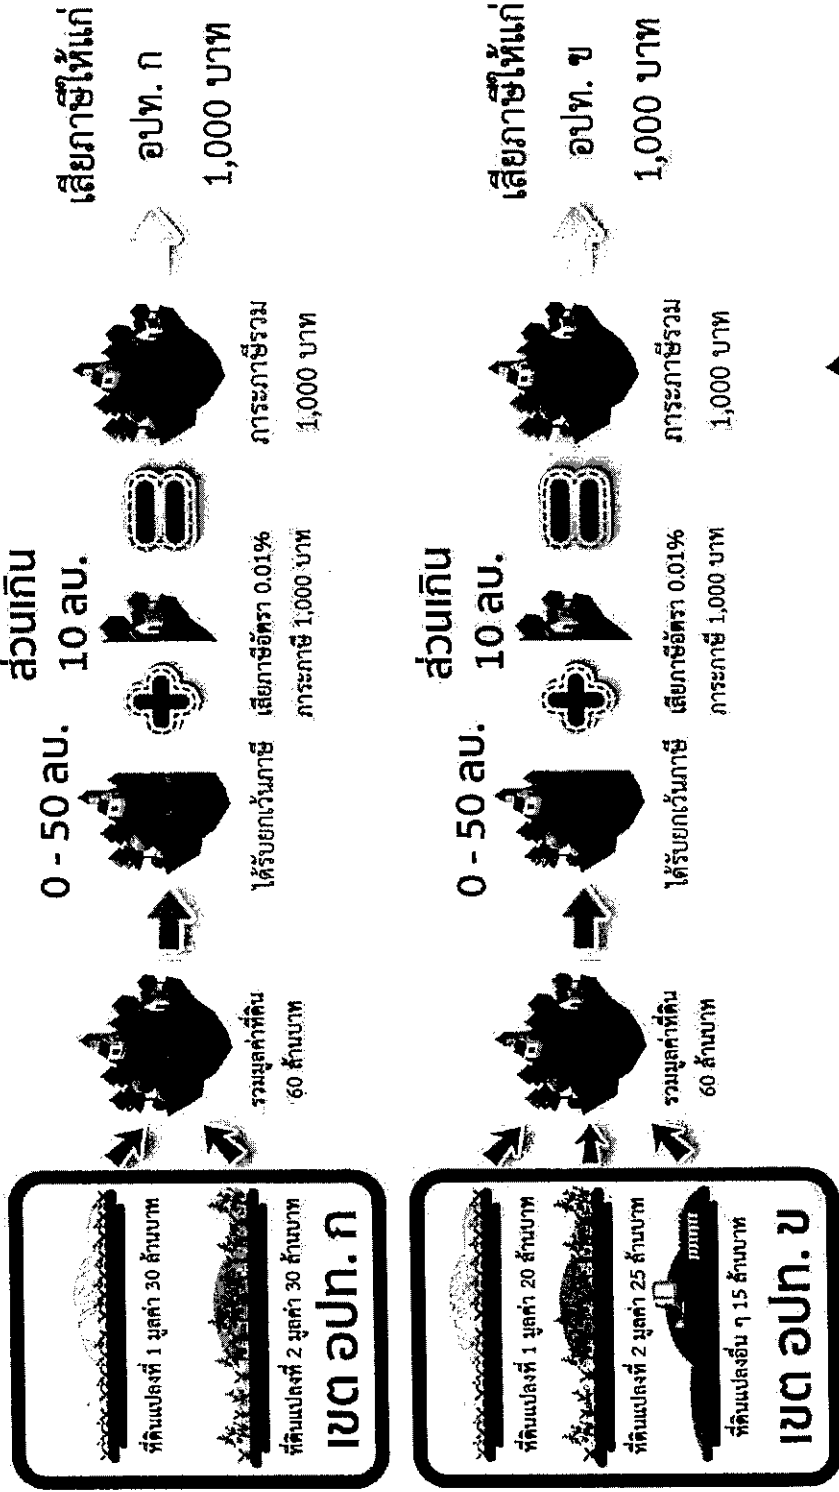 ที่ดินแปลงที่ 1 มูลค่า 30 ล้านบาท
ที่ดินแปลงที่ 2 มูลค่า 30 ล้านบาท
เขต อปท. ก
รวมมูลค่าที่ดิน
60 ล้านบาท
0 - 50 ลบ.
ได้รับยกเว้นภาษี
ส่วนเกิน
10 ลบ.
เสียภาษีอัตรา 0.01%
ภาระภาษี 1,000 บาท
ภาระภาษีรวม
1,000 บาท
เสียภาษีให้แก่
อปท. ก
1,000 บาท
ที่ดินแปลงที่ 1 มูลค่า 20 ล้านบาท
ที่ดินแปลงที่ 2 มูลค่า 25 ล้านบาท
ที่ดินแปลงอื่น ๆ 15 ล้านบาท
เขต อปท. ข
รวมมูลค่าที่ดิน
60 ล้านบาท
0 - 50 ลบ.
ได้รับยกเว้นภาษี
ส่วนเกิน
10 ลบ.
เสียภาษีอัตรา 0.01%
ภาระภาษี 1,000 บาท
ภาระภาษีรวม
1,000 บาท
เสียภาษีให้แก่
อปท. ข
1,000 บาท